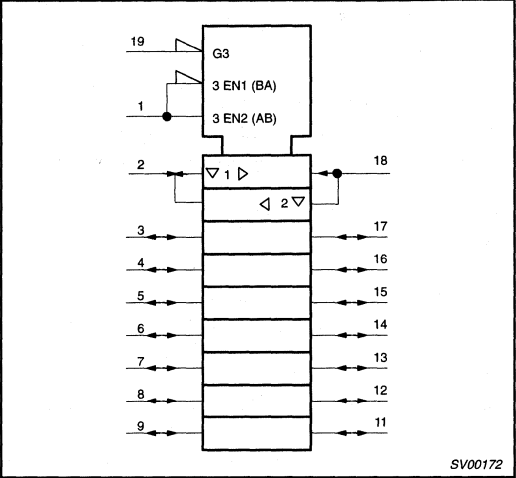 19 G3
3 EN1 (BA)
1 3 EN2 (AB)
2 ▽ 1 ▷ 18
◁ 2 ▽
3 17
4 16
5 15
6 14
7 13
8 12
9 11
SV00172